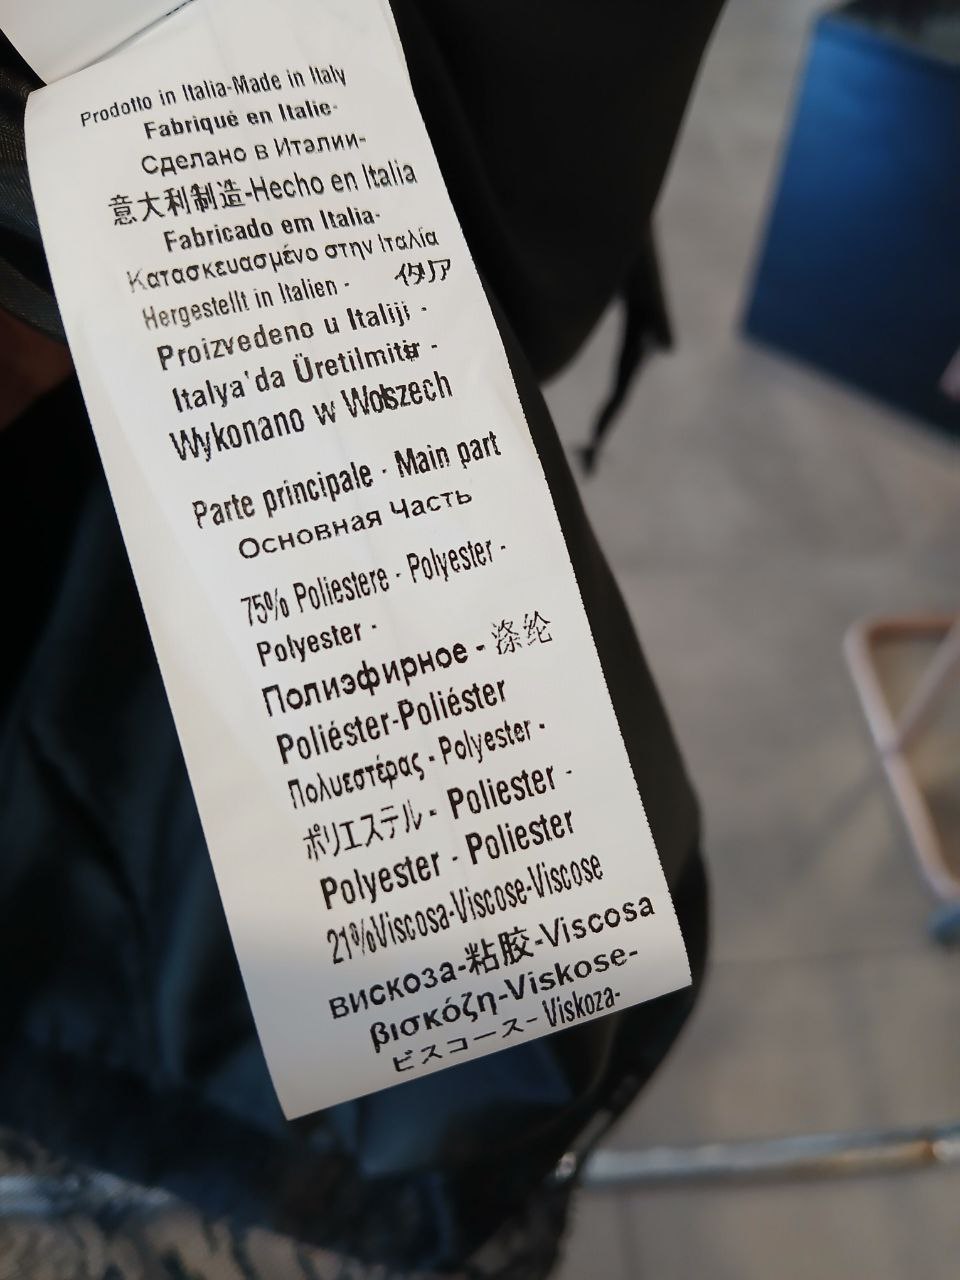 Prodotto in Italia-Made in Italy
Fabriqué en Italie-
Сделано в Италии-
意大利制造-Hecho en Italia
Fabricado em Italia-
Κατασκευασμένο στην Ιταλία
Hergestellt in Italien - イタリア
Proizvedeno u Italiji -
Italya'da Üretilmiştir -
Wykonano w Wołszech
Parte principale - Main part
Основная Часть
75% Poliestere - Polyester -
Polyester -
Полиэфирное - 涤纶
Poliéster-Poliéster
Πολυεστέρας - Polyester -
ポリエステル - Poliester -
Polyester - Poliester
21%Viscosa-Viscose-Viscose
вискоза-粘胶-Viscosa
βισκόζη-Viskose-
ビスコース- Viskoza-